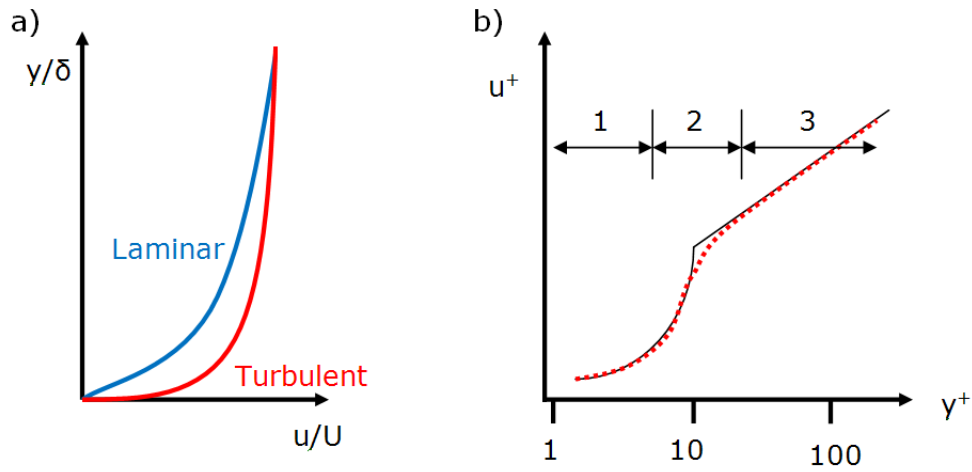 a)
y/δ
Laminar
Turbulent
u/U
b)
u⁺
1 2 3
y⁺
1 10 100